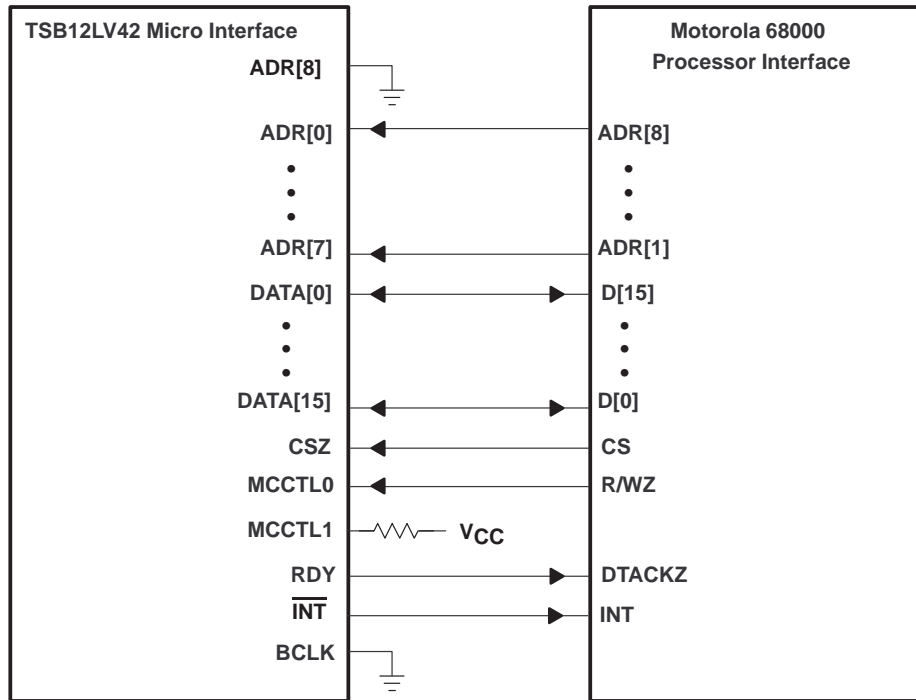 TSB12LV42 Micro Interface
Motorola 68000
Processor Interface
ADR[8]
ADR[0] ADR[8]
ADR[7] ADR[1]
DATA[0] D[15]
DATA[15] D[0]
CSZ CS
MCCTL0 R/WZ
MCCTL1 VCC
RDY DTACKZ
INT INT
BCLK